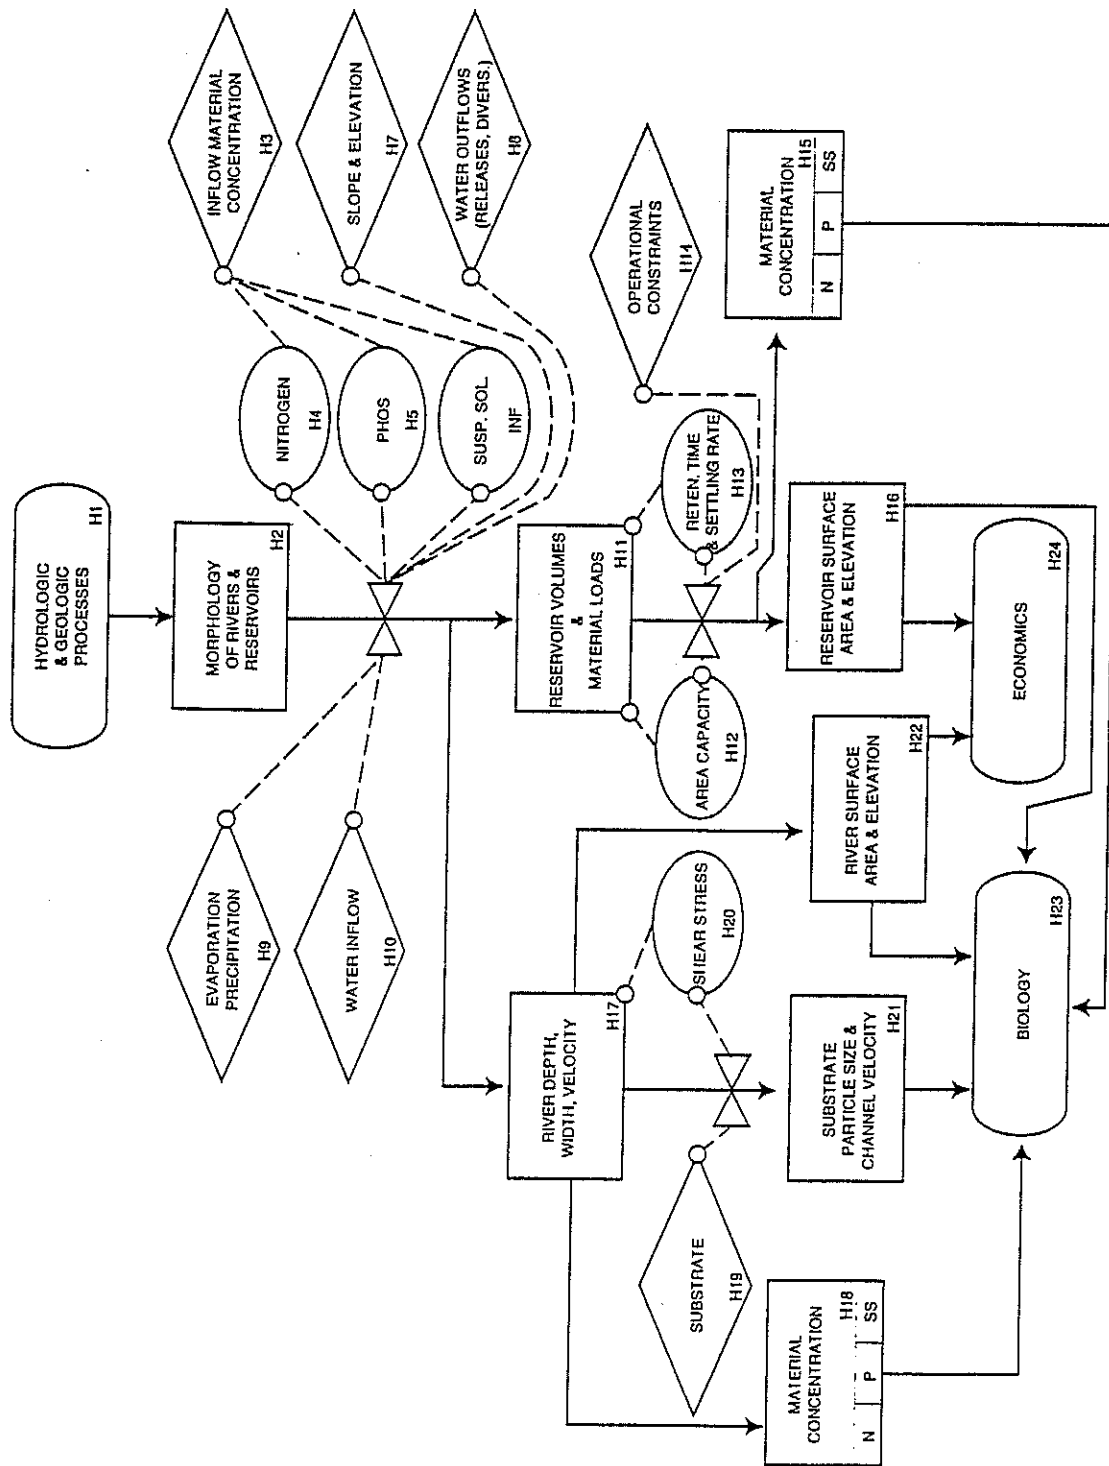 HYDROLOGIC
& GEOLOGIC
PROCESSES
H1
MORPHOLOGY
OF RIVERS &
RESERVOIRS
H2
INFLOW MATERIAL
CONCENTRATION
H3
SLOPE & ELEVATION
H7
WATER OUTFLOWS
(RELEASES, DIVERS.)
H8
NITROGEN
H4
PHOS
H5
SUSP. SOL.
INF
EVAPORATION
PRECIPITATION
H9
WATER INFLOW
H10
RESERVOIR VOLUMES
&
MATERIAL LOADS
H11
AREA CAPACITY
H12
RETEN. TIME
& SETTLING RATE
H13
OPERATIONAL
CONSTRAINTS
H14
MATERIAL
CONCENTRATION
H15
N P SS
RESERVOIR SURFACE
AREA & ELEVATION
H16
RIVER DEPTH,
WIDTH, VELOCITY
H17
MATERIAL
CONCENTRATION
H18
N P SS
SUBSTRATE
H19
SHEAR STRESS
H20
SUBSTRATE
PARTICLE SIZE &
CHANNEL VELOCITY
H21
RIVER SURFACE
AREA & ELEVATION
H22
BIOLOGY
H23
ECONOMICS
H24